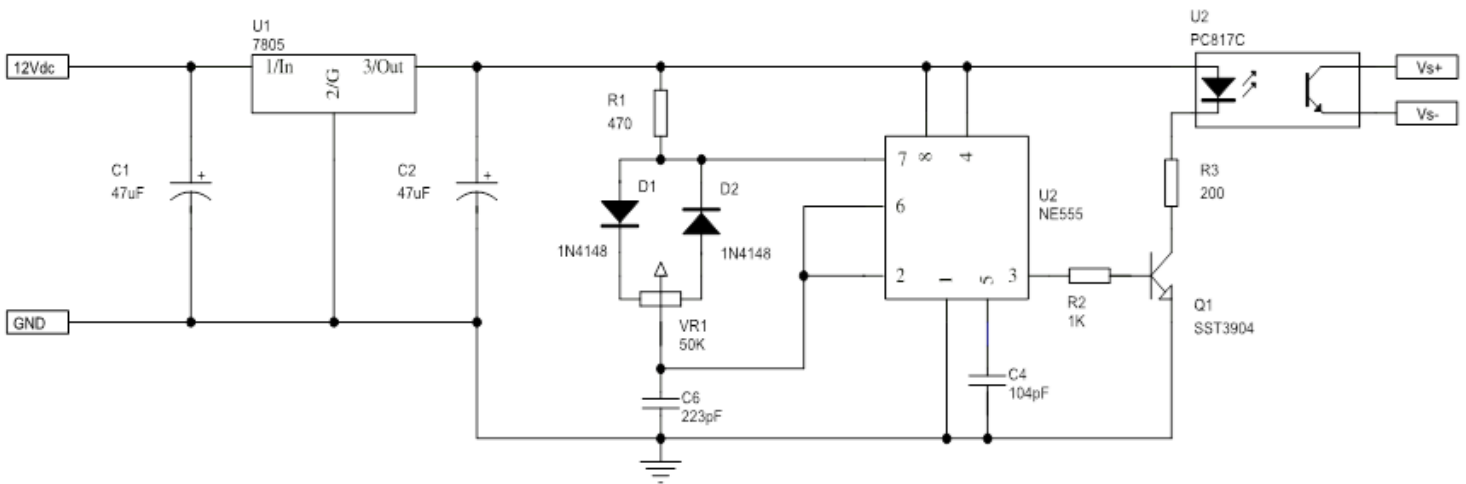 U1
7805
12Vdc
1/In
2/G
3/Out
U2
PC817C
Vs+
Vs-
R1
470
C1
47uF
+
C2
47uF
+
D1
1N4148
D2
1N4148
7
8
4
6
2
1
5
3
U2
NE555
R3
200
R2
1K
Q1
SST3904
GND
VR1
50K
C6
223pF
C4
104pF